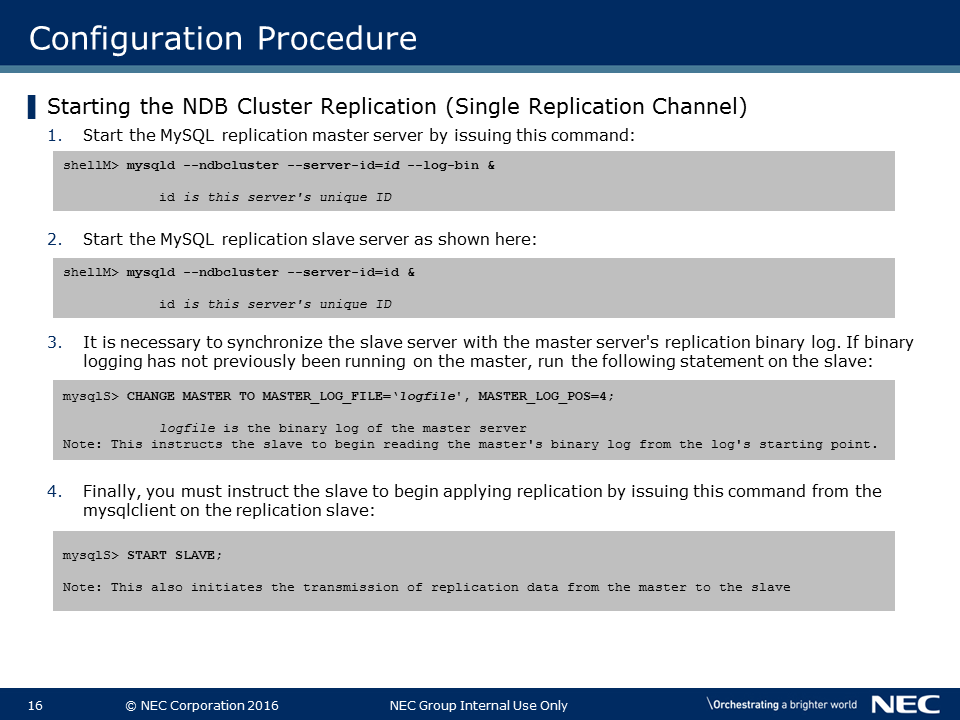 Configuration Procedure
Starting the NDB Cluster Replication (Single Replication Channel)
1. Start the MySQL replication master server by issuing this command:
shellM> mysqld --ndbcluster --server-id=id --log-bin &
id is this server's unique ID
2. Start the MySQL replication slave server as shown here:
shellM> mysqld --ndbcluster --server-id=id &
id is this server's unique ID
3. It is necessary to synchronize the slave server with the master server's replication binary log. If binary
logging has not previously been running on the master, run the following statement on the slave:
mysqlS> CHANGE MASTER TO MASTER_LOG_FILE=‘logfile', MASTER_LOG_POS=4;
logfile is the binary log of the master server
Note: This instructs the slave to begin reading the master's binary log from the log's starting point.
4. Finally, you must instruct the slave to begin applying replication by issuing this command from the
mysqlclient on the replication slave:
mysqlS> START SLAVE;
Note: This also initiates the transmission of replication data from the master to the slave
16 © NEC Corporation 2016 NEC Group Internal Use Only \Orchestrating a brighter world NEC